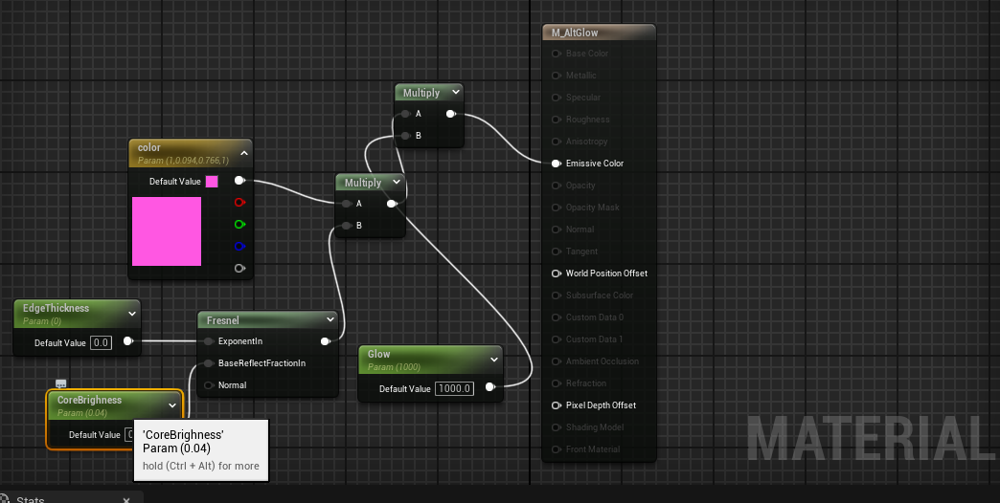 M_AltGlow
Base Color
Metallic
Specular
Roughness
Anisotropy
Emissive Color
Opacity
Opacity Mask
Normal
Tangent
World Position Offset
Subsurface Color
Custom Data 0
Custom Data 1
Ambient Occlusion
Refraction
Pixel Depth Offset
Shading Model
Front Material
Multiply
A
B
color
Param (1,0.094,0.766,1)
Default Value
Multiply
A
B
EdgeThickness
Param (0)
Default Value 0.0
Fresnel
ExponentIn
BaseReflectFractionIn
Normal
Glow
Param (1000)
Default Value 1000.0
CoreBrighness
Param (0.04)
Default Value
'CoreBrighness'
Param (0.04)
hold (Ctrl + Alt) for more
MATERIAL
Stats